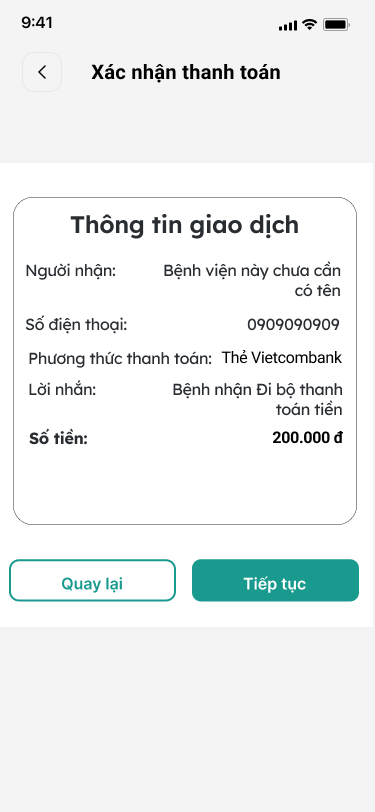 9:41
Xác nhận thanh toán
Thông tin giao dịch
Người nhận: Bệnh viện này chưa cần
có tên
Số điện thoại: 0909090909
Phương thức thanh toán: Thẻ Vietcombank
Lời nhắn: Bệnh nhận Đi bộ thanh
toán tiền
Số tiền: 200.000 đ
Quay lại Tiếp tục